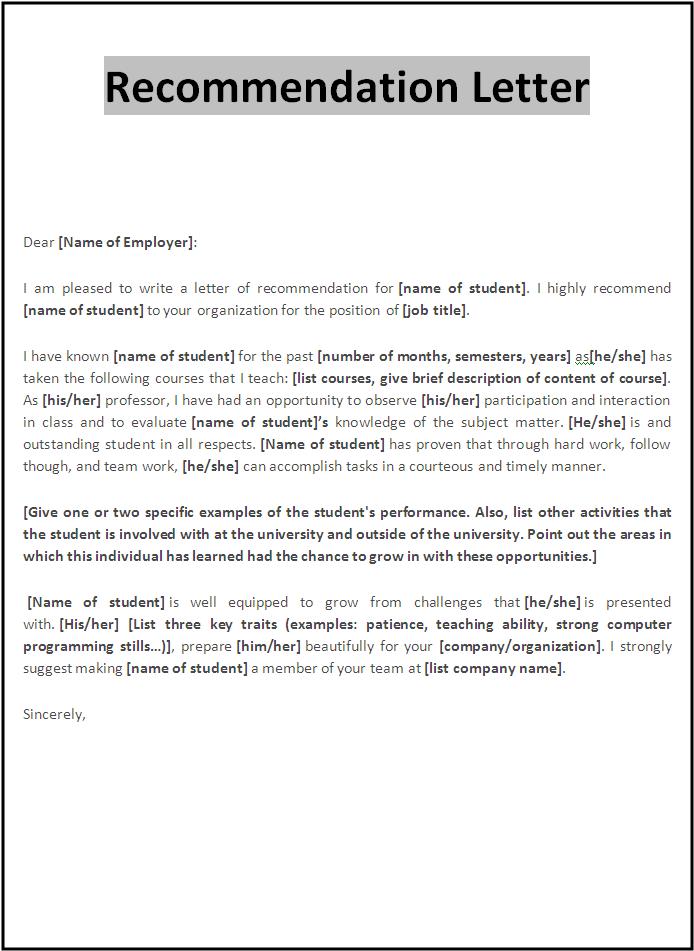 Recommendation Letter
Dear [Name of Employer]:
I am pleased to write a letter of recommendation for [name of student]. I highly recommend
[name of student] to your organization for the position of [job title].
I have known [name of student] for the past [number of months, semesters, years] as[he/she] has
taken the following courses that I teach: [list courses, give brief description of content of course].
As [his/her] professor, I have had an opportunity to observe [his/her] participation and interaction
in class and to evaluate [name of student]’s knowledge of the subject matter. [He/she] is and
outstanding student in all respects. [Name of student] has proven that through hard work, follow
though, and team work, [he/she] can accomplish tasks in a courteous and timely manner.
[Give one or two specific examples of the student's performance. Also, list other activities that
the student is involved with at the university and outside of the university. Point out the areas in
which this individual has learned had the chance to grow in with these opportunities.]
[Name of student] is well equipped to grow from challenges that [he/she] is presented
with. [His/her] [List three key traits (examples: patience, teaching ability, strong computer
programming stills…)], prepare [him/her] beautifully for your [company/organization]. I strongly
suggest making [name of student] a member of your team at [list company name].
Sincerely,